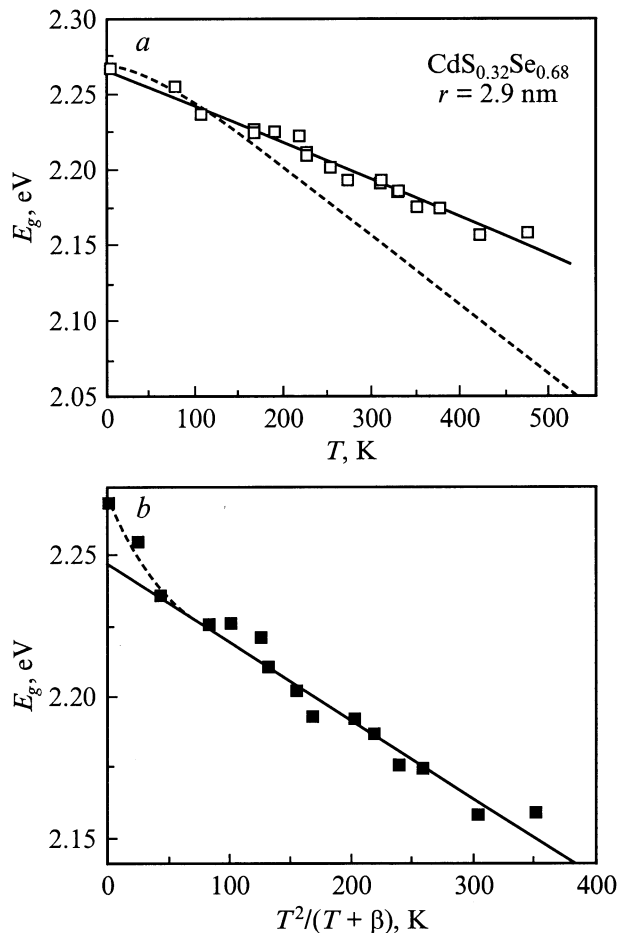 2.30
a
CdS0.32Se0.68
r = 2.9 nm
2.25
2.20
Eg, eV
2.15
2.10
2.05
0 100 200 300 400 500
T, K
b
2.25
Eg, eV
2.20
2.15
0 100 200 300 400
T²/(T + β), K